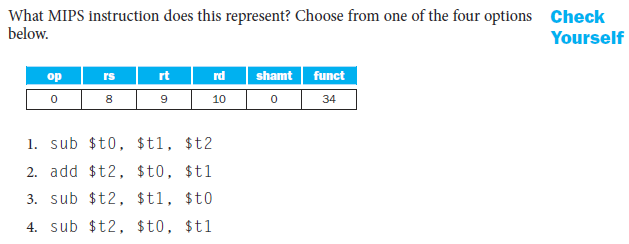 What MIPS instruction does this represent? Choose from one of the four options
below.
Check
Yourself
op rs rt rd shamt funct
0 8 9 10 0 34
1. sub $t0, $t1, $t2
2. add $t2, $t0, $t1
3. sub $t2, $t1, $t0
4. sub $t2, $t0, $t1